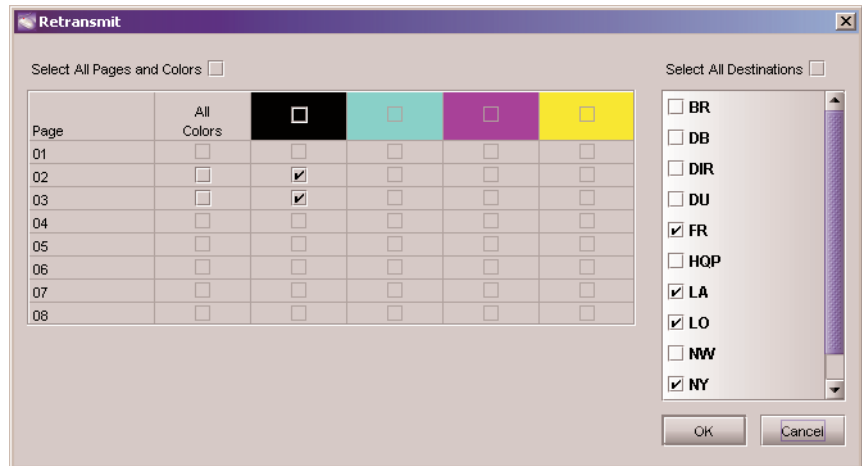 Retransmit
Select All Pages and Colors
Select All Destinations
Page
All
Colors
01
02
03
04
05
06
07
08
BR
DB
DIR
DU
FR
HQP
LA
LO
NW
NY
OK
Cancel